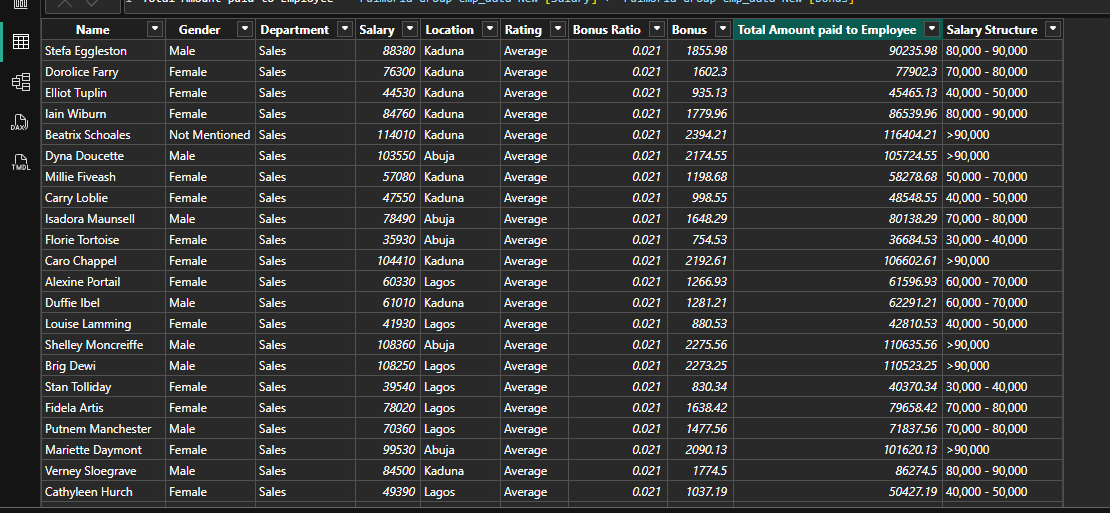 1 Total Amount paid to Employee = 'Palmoria Group emp_data New'[Salary] + 'Palmoria Group emp_data New'[Bonus]
Name Gender Department Salary Location Rating Bonus Ratio Bonus Total Amount paid to Employee Salary Structure
Stefa Eggleston Male Sales 88380 Kaduna Average 0.021 1855.98 90235.98 80,000 - 90,000
Dorolice Farry Female Sales 76300 Kaduna Average 0.021 1602.3 77902.3 70,000 - 80,000
Elliot Tuplin Female Sales 44530 Kaduna Average 0.021 935.13 45465.13 40,000 - 50,000
Iain Wiburn Female Sales 84760 Kaduna Average 0.021 1779.96 86539.96 80,000 - 90,000
DAX
Beatrix Schoales Not Mentioned Sales 114010 Kaduna Average 0.021 2394.21 116404.21 >90,000
Dyna Doucette Male Sales 103550 Abuja Average 0.021 2174.55 105724.55 >90,000
TMDL
Millie Fiveash Female Sales 57080 Kaduna Average 0.021 1198.68 58278.68 50,000 - 70,000
Carry Loblie Female Sales 47550 Kaduna Average 0.021 998.55 48548.55 40,000 - 50,000
Isadora Maunsell Male Sales 78490 Abuja Average 0.021 1648.29 80138.29 70,000 - 80,000
Florie Tortoise Female Sales 35930 Abuja Average 0.021 754.53 36684.53 30,000 - 40,000
Caro Chappel Female Sales 104410 Kaduna Average 0.021 2192.61 106602.61 >90,000
Alexine Portail Female Sales 60330 Lagos Average 0.021 1266.93 61596.93 60,000 - 70,000
Duffie Ibel Male Sales 61010 Kaduna Average 0.021 1281.21 62291.21 60,000 - 70,000
Louise Lamming Female Sales 41930 Lagos Average 0.021 880.53 42810.53 40,000 - 50,000
Shelley Moncreiffe Male Sales 108360 Abuja Average 0.021 2275.56 110635.56 >90,000
Brig Dewi Male Sales 108250 Lagos Average 0.021 2273.25 110523.25 >90,000
Stan Tolliday Female Sales 39540 Lagos Average 0.021 830.34 40370.34 30,000 - 40,000
Fidela Artis Female Sales 78020 Lagos Average 0.021 1638.42 79658.42 70,000 - 80,000
Putnem Manchester Male Sales 70360 Lagos Average 0.021 1477.56 71837.56 70,000 - 80,000
Mariette Daymont Female Sales 99530 Abuja Average 0.021 2090.13 101620.13 >90,000
Verney Sloegrave Male Sales 84500 Kaduna Average 0.021 1774.5 86274.5 80,000 - 90,000
Cathyleen Hurch Female Sales 49390 Lagos Average 0.021 1037.19 50427.19 40,000 - 50,000